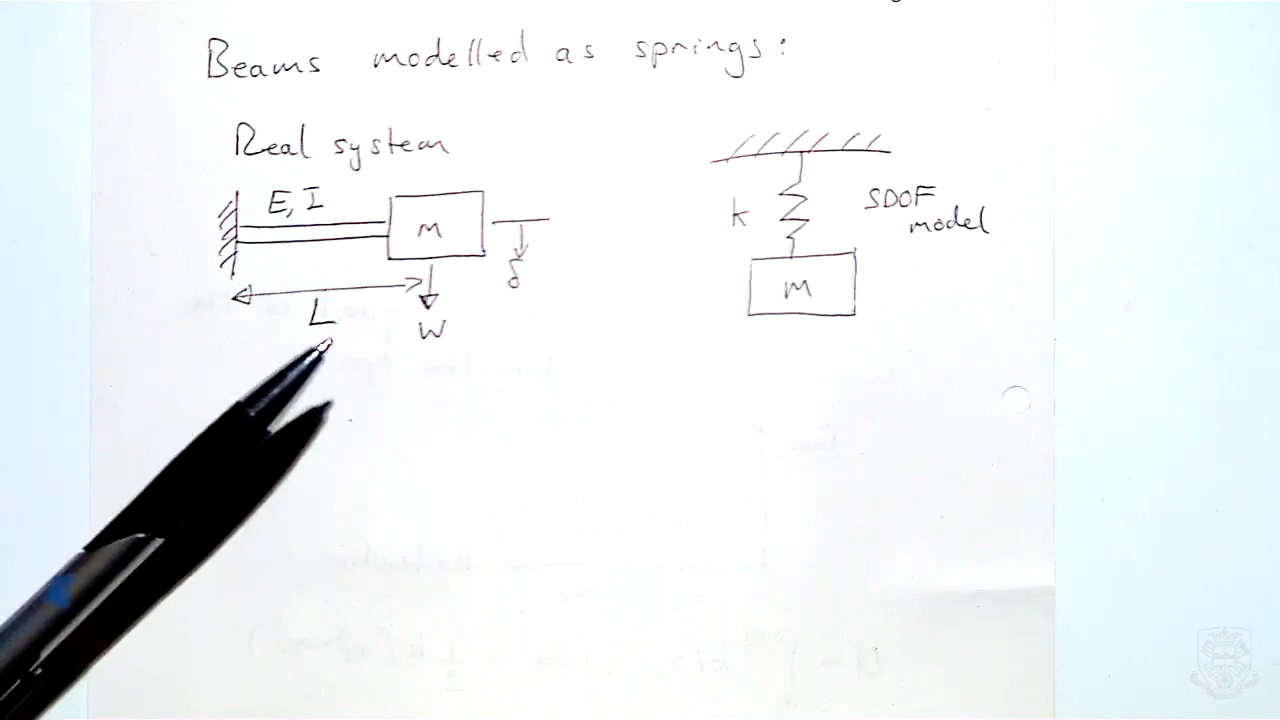 Beams modelled as springs:
Real system
E, I
m
δ
L
W
k
SDOF
model
m